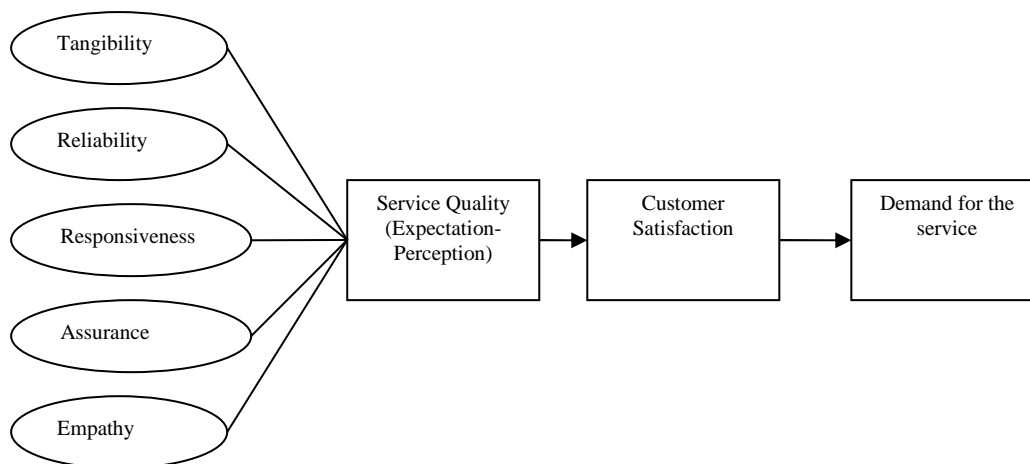 Tangibility
Reliability
Responsiveness
Assurance
Empathy
Service Quality
(Expectation-
Perception)
Customer
Satisfaction
Demand for the
service